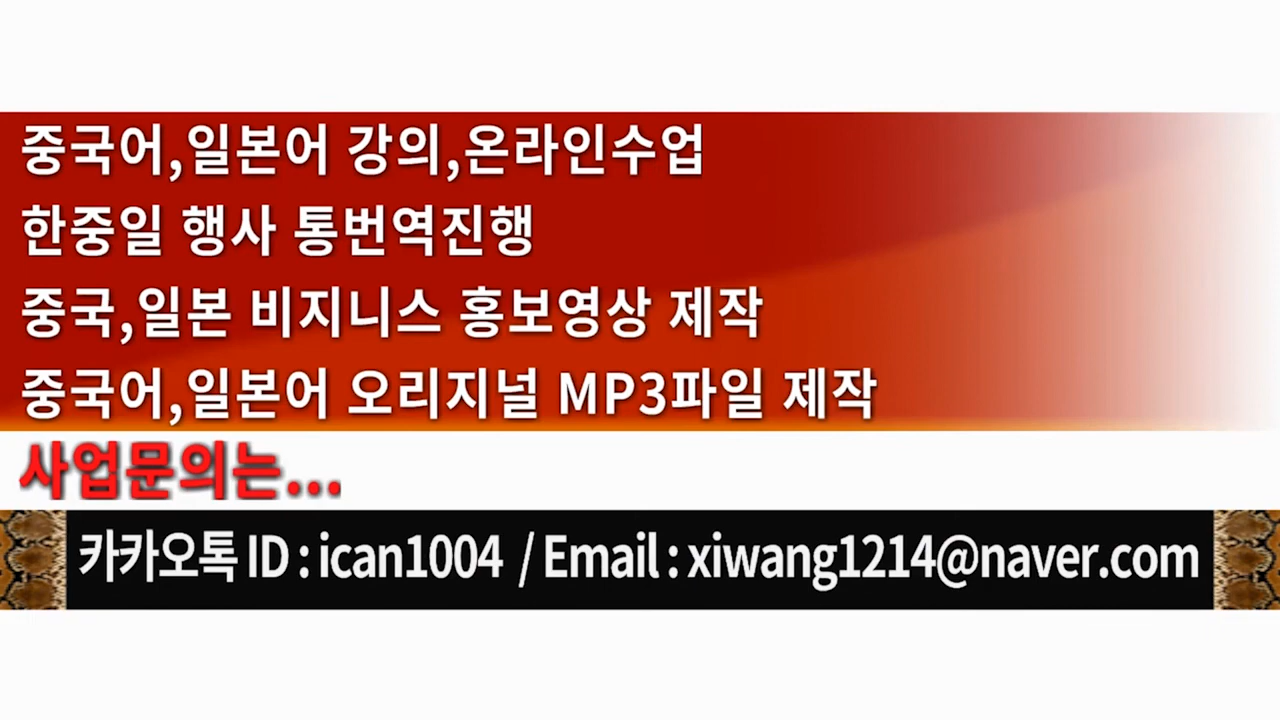 중국어,일본어 강의,온라인수업
한중일 행사 통번역진행
중국,일본 비지니스 홍보영상 제작
중국어,일본어 오리지널 MP3파일 제작
사업문의는...
카카오톡 ID : ican1004 / Email : xiwang1214@naver.com